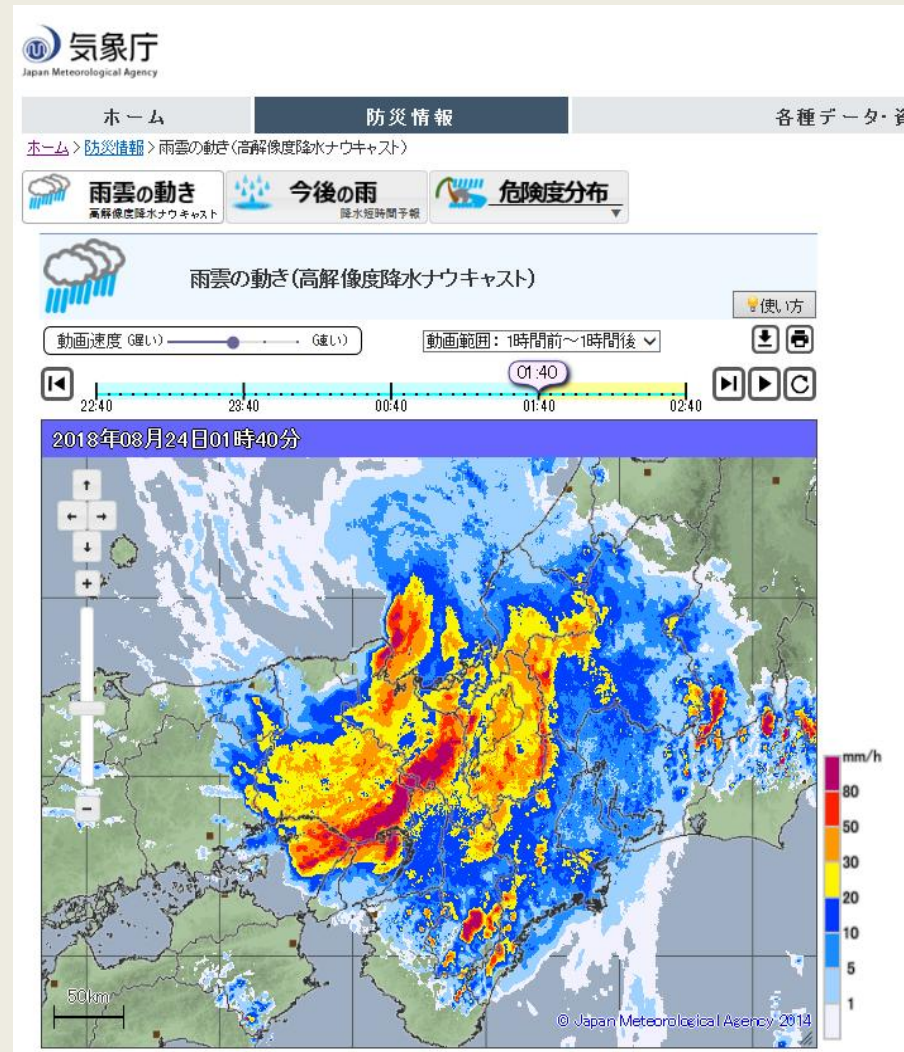 気象庁
Japan Meteorological Agency
ホーム 防災情報 各種データ・資
ホーム > 防災情報 > 雨雲の動き(高解像度降水ナウキャスト)
雨雲の動き
高解像度降水ナウキャスト
今後の雨
降水短時間予報
危険度分布
雨雲の動き(高解像度降水ナウキャスト)
使い方
動画速度 (遅い) (速い)
動画範囲: 1時間前~1時間後
01:40
22:40 23:40 00:40 01:40 02:40
2018年08月24日01時40分
mm/h
80
50
30
20
10
5
1
50km
© Japan Meteorological Agency 2014